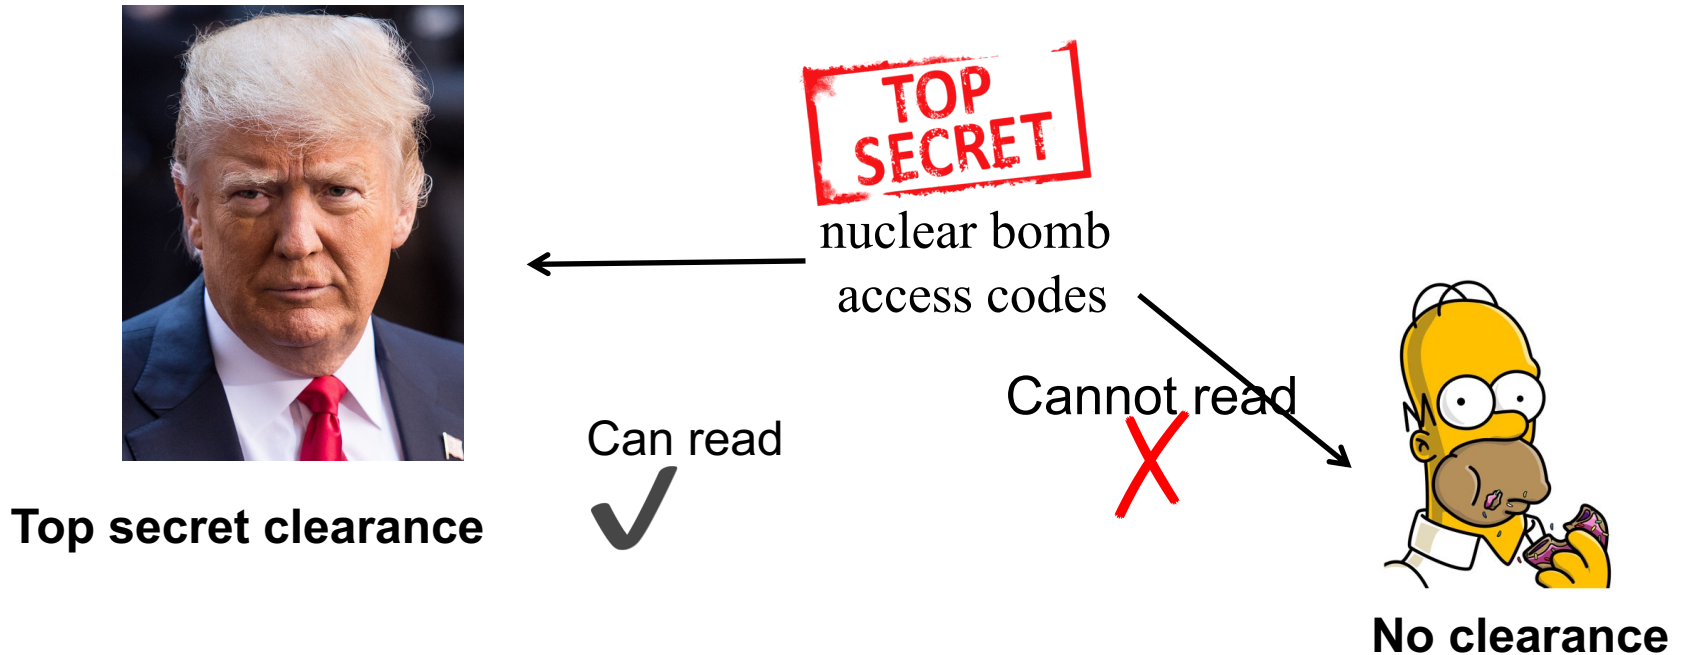 TOP
SECRET
nuclear bomb
access codes
Cannot read
Can read
Top secret clearance
No clearance